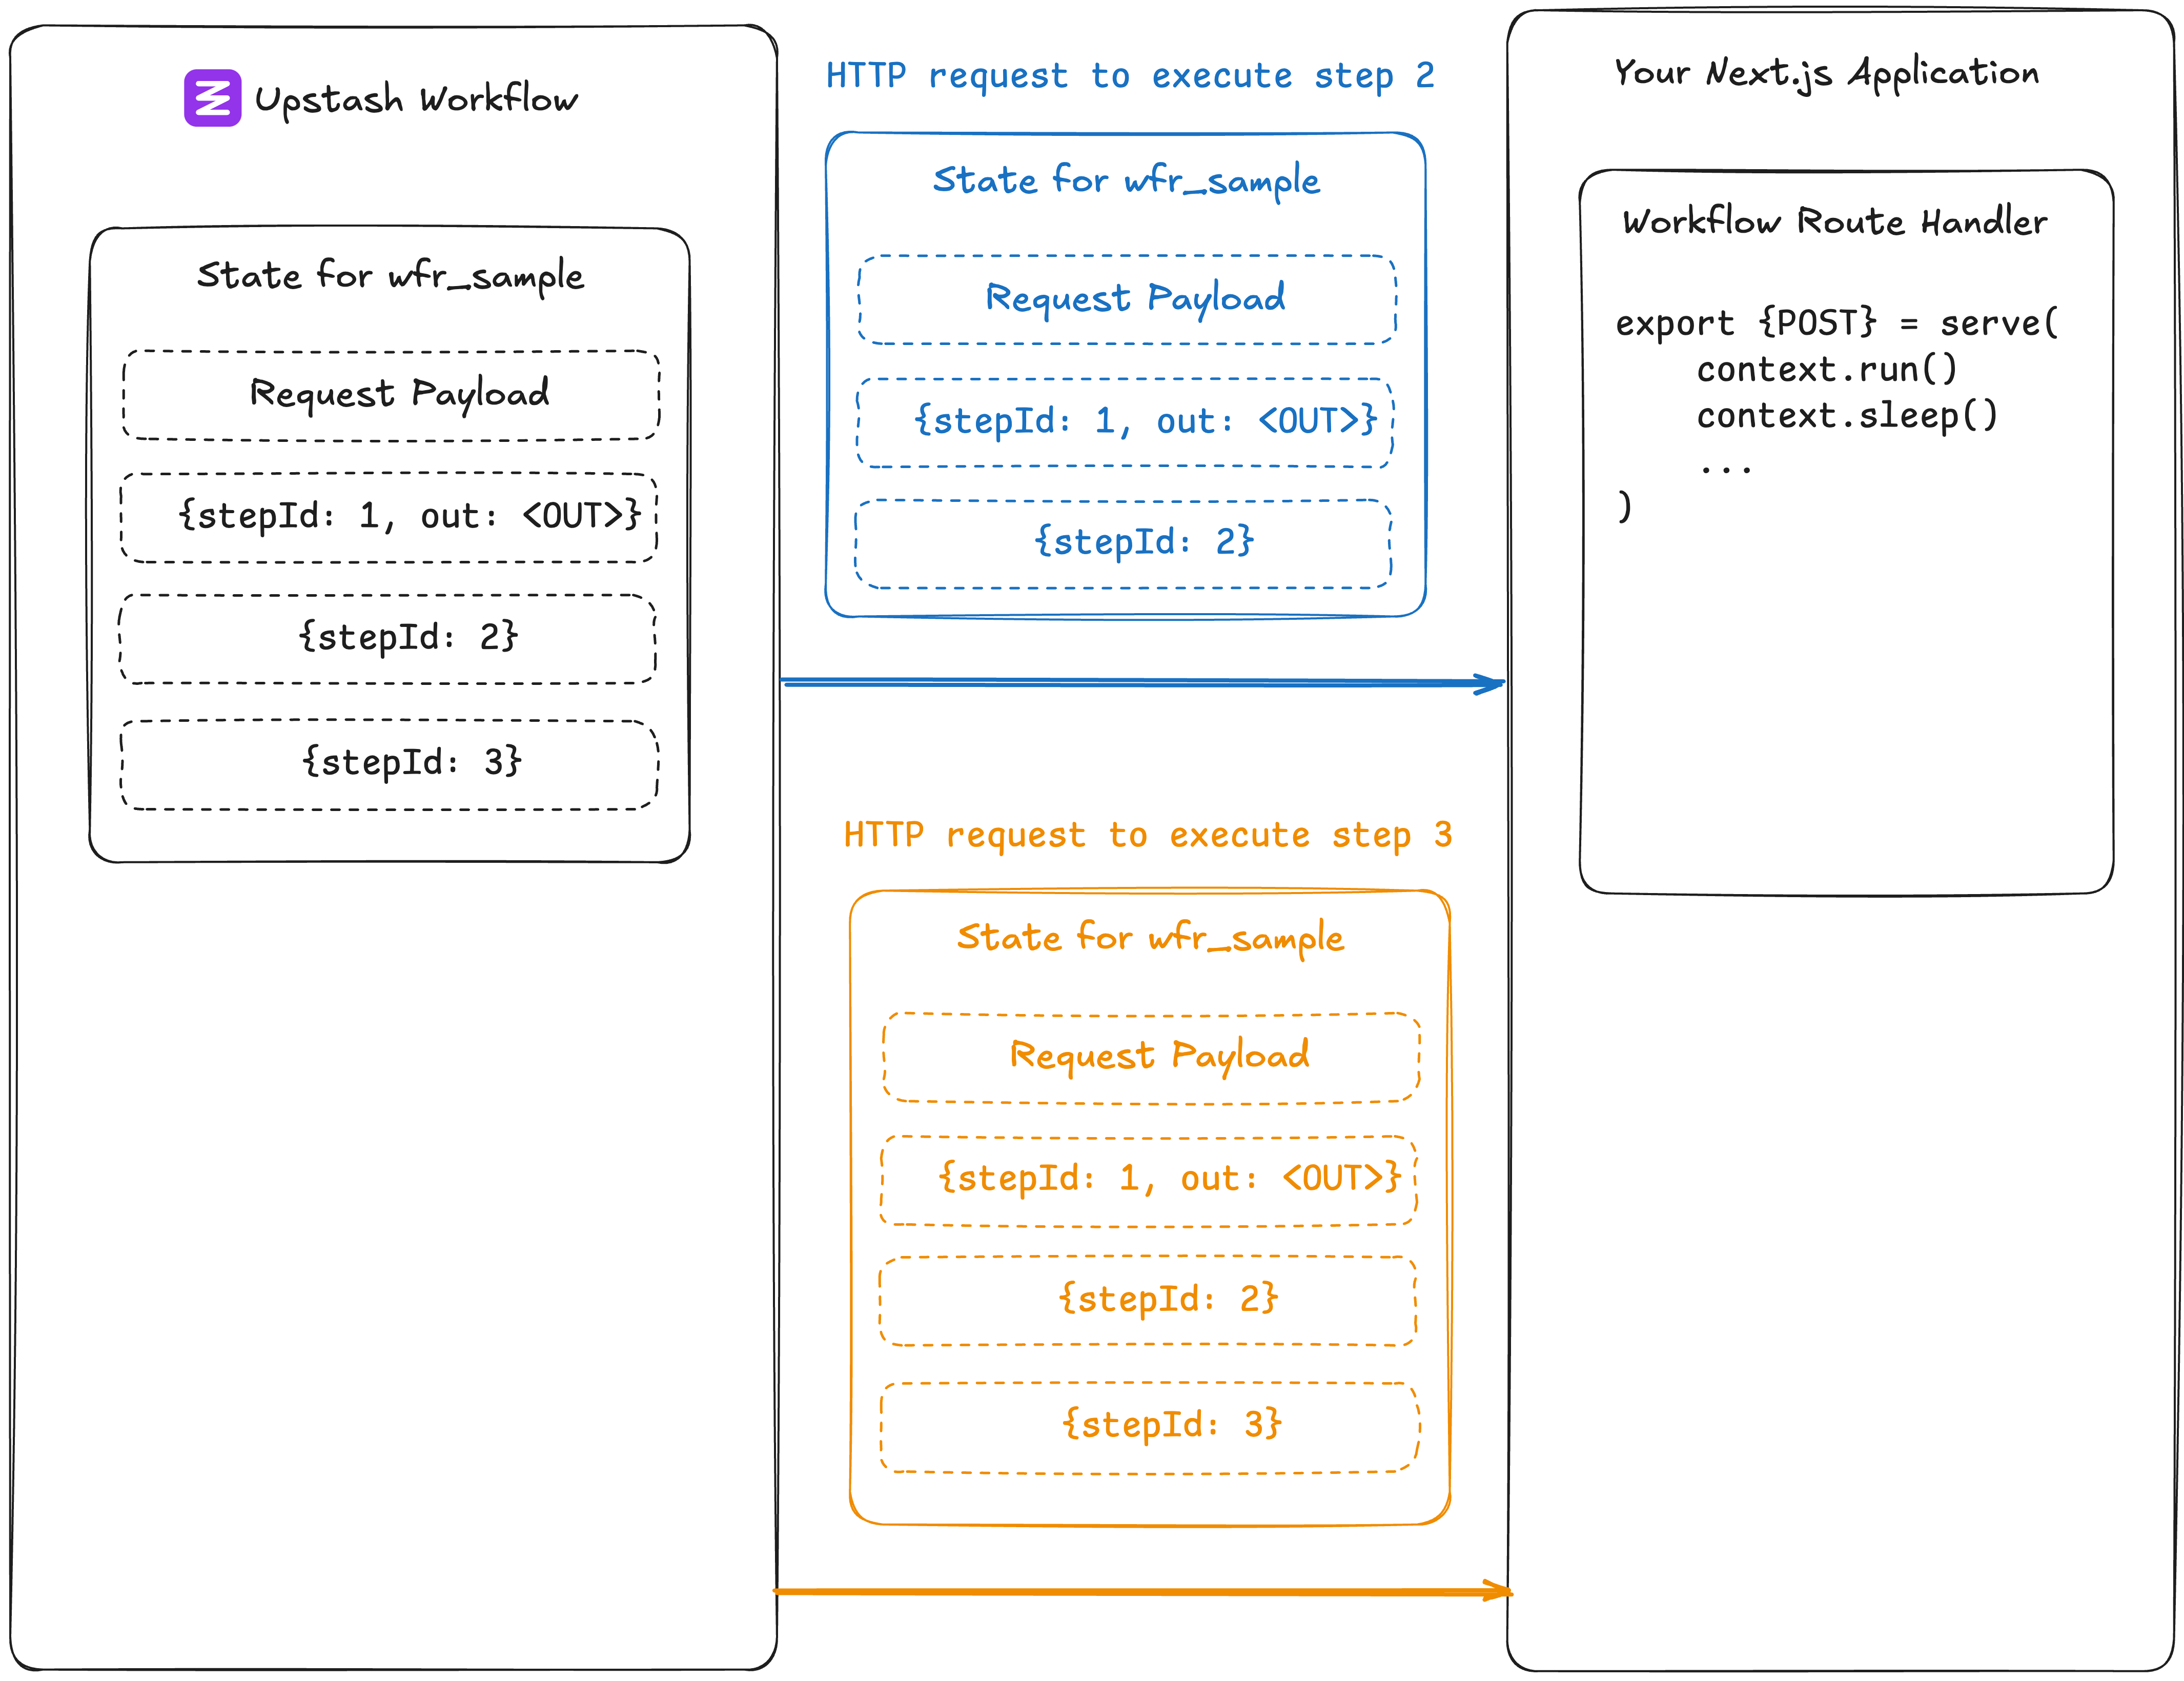 Upstash Workflow
State for wfr_sample
Request Payload
{stepId: 1, out: <OUT>}
{stepId: 2}
{stepId: 3}
HTTP request to execute step 2
State for wfr_sample
Request Payload
{stepId: 1, out: <OUT>}
{stepId: 2}
HTTP request to execute step 3
State for wfr_sample
Request Payload
{stepId: 1, out: <OUT>}
{stepId: 2}
{stepId: 3}
Your Next.js Application
Workflow Route Handler
export {POST} = serve(
context.run()
context.sleep()
...
)